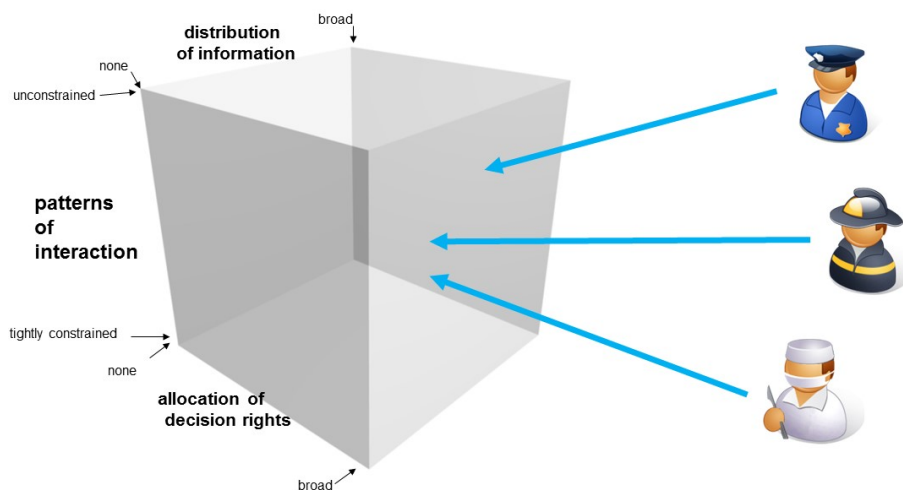 broad
distribution
of information
none
unconstrained
patterns
of
interaction
tightly constrained
none
allocation of
decision rights
broad